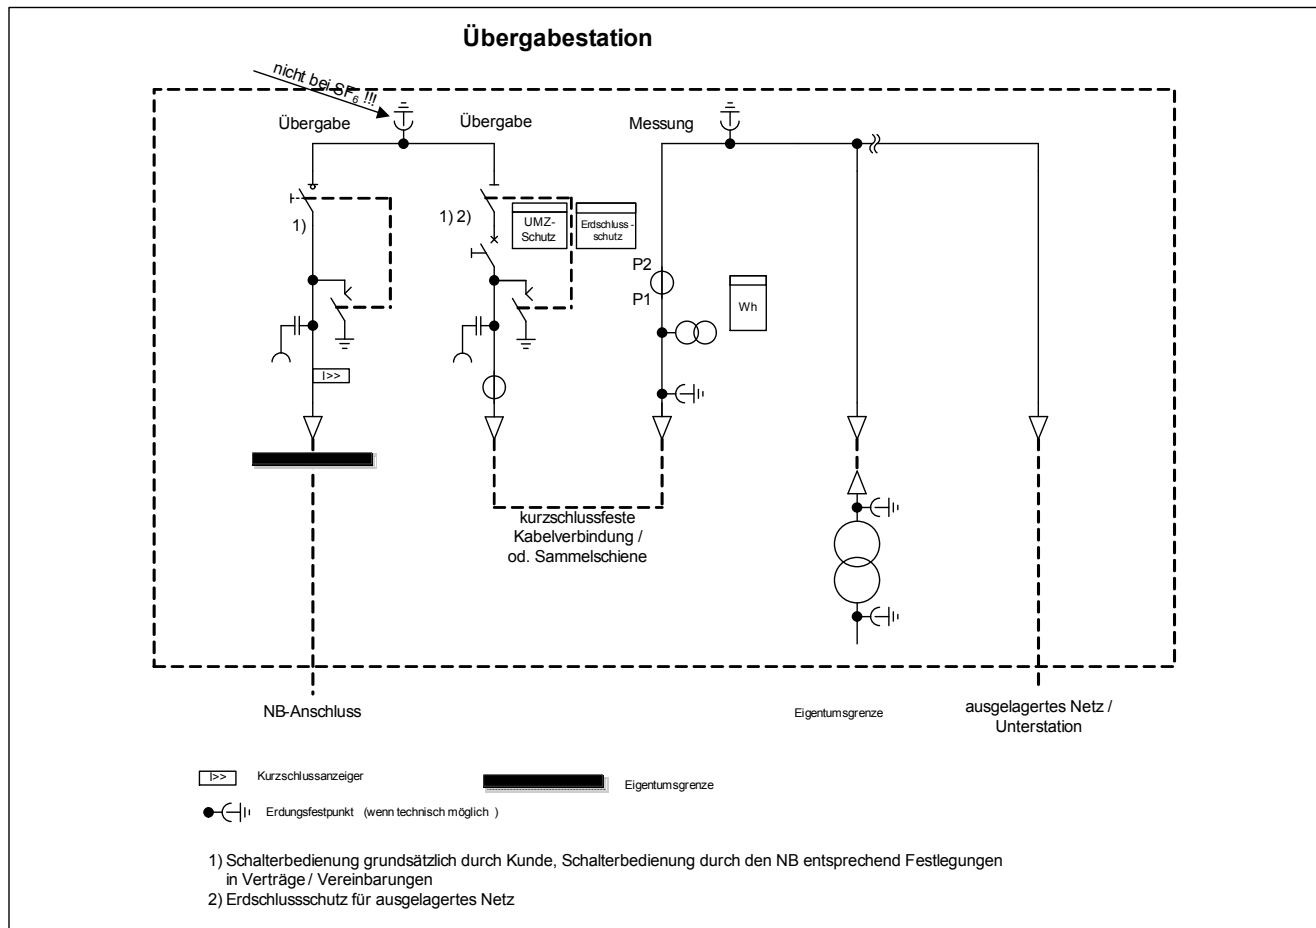 Übergabestation
nicht bei SF₆ !!!
Übergabe
Übergabe
Messung
1)
1) 2)
UMZ-
Schutz
Erdschluss -
schutz
P2
P1
Wh
I>>
kurzschlussfeste
Kabelverbindung /
od. Sammelschiene
NB-Anschluss
Eigentumsgrenze
ausgelagertes Netz /
Unterstation
I>> Kurzschlussanzeiger
Eigentumsgrenze
Erdungsfestpunkt (wenn technisch möglich )
1) Schalterbedienung grundsätzlich durch Kunde, Schalterbedienung durch den NB entsprechend Festlegungen
in Verträge / Vereinbarungen
2) Erdschlussschutz für ausgelagertes Netz